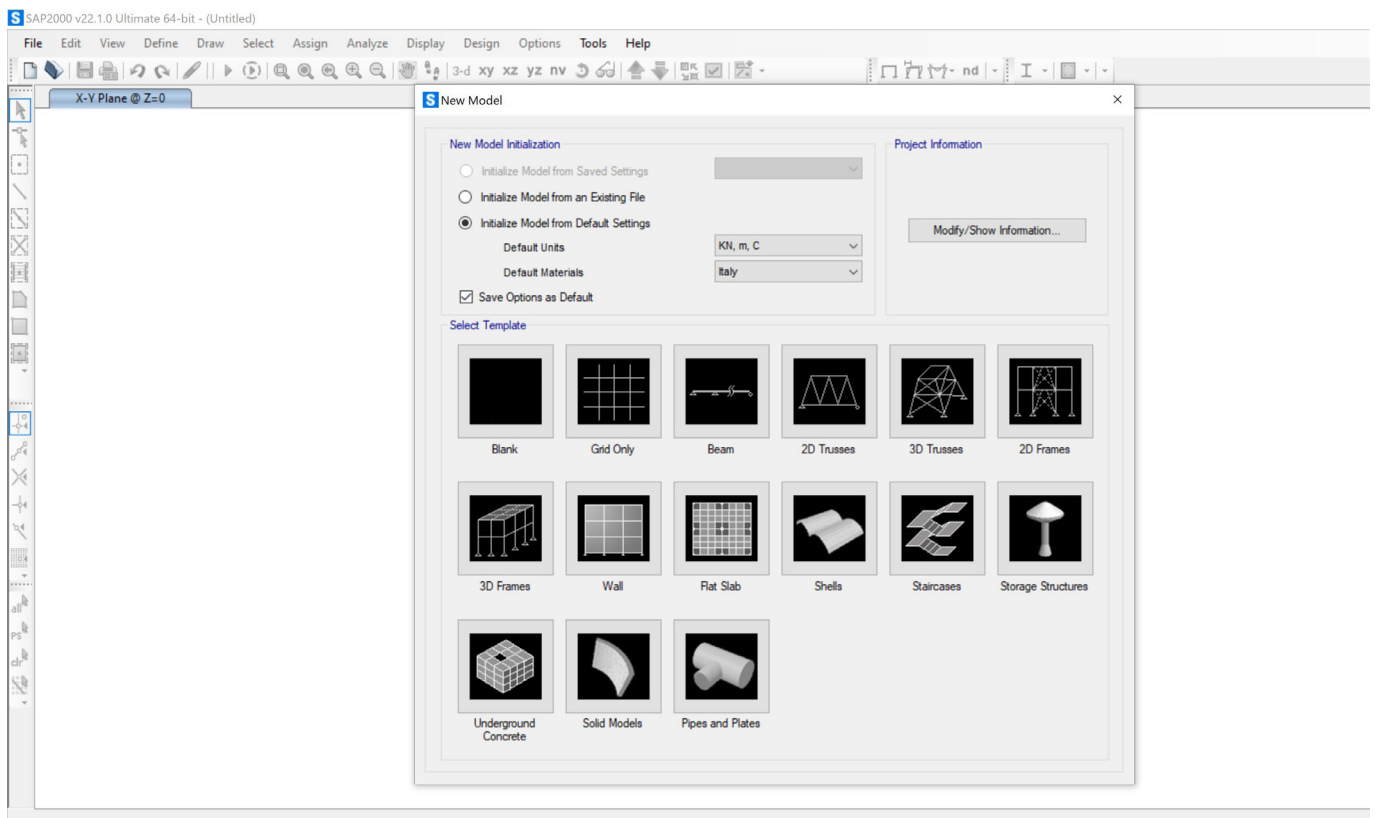 SAP2000 v22.1.0 Ultimate 64-bit - (Untitled)
File Edit View Define Draw Select Assign Analyze Display Design Options Tools Help
3-d xy xz yz nv nd
X-Y Plane @ Z=0
S New Model
New Model Initialization
Project Information
Initialize Model from Saved Settings
Initialize Model from an Existing File
Initialize Model from Default Settings
Modify/Show Information...
Default Units KN, m, C
Default Materials Italy
Save Options as Default
Select Template
Blank Grid Only Beam 2D Trusses 3D Trusses 2D Frames
3D Frames Wall Flat Slab Shells Staircases Storage Structures
Underground Solid Models Pipes and Plates
Concrete
all
ps
clr